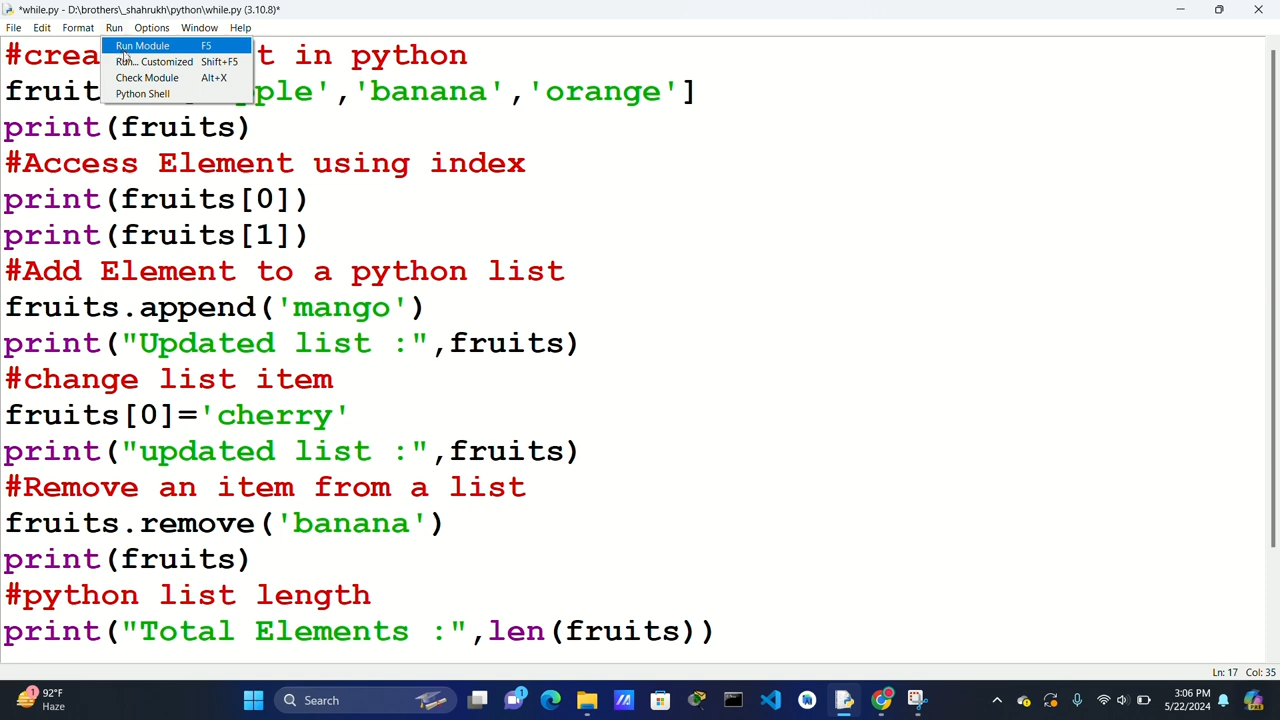 *while.py - D:\brothers\_shahrukh\python\while.py (3.10.8)*
File Edit Format Run Options Window Help
Run Module F5
Run... Customized Shift+F5
Check Module Alt+X
Python Shell
#crea t in python
fruit ple','banana','orange']
print(fruits)
#Access Element using index
print(fruits[0])
print(fruits[1])
#Add Element to a python list
fruits.append('mango')
print("Updated list :",fruits)
#change list item
fruits[0]='cherry'
print("updated list :",fruits)
#Remove an item from a list
fruits.remove('banana')
print(fruits)
#python list length
print("Total Elements :",len(fruits))
Ln: 17 Col: 35
1 92°F
Haze
Search
1
3:06 PM
5/22/2024